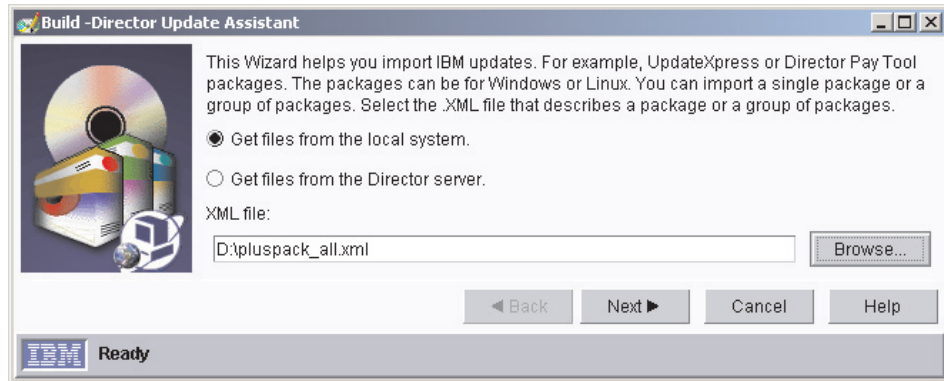 Build -Director Update Assistant
This Wizard helps you import IBM updates. For example, UpdateXpress or Director Pay Tool
packages. The packages can be for Windows or Linux. You can import a single package or a
group of packages. Select the .XML file that describes a package or a group of packages.
Get files from the local system.
Get files from the Director server.
XML file:
D:\pluspack_all.xml
Browse...
Back Next Cancel Help
IBM Ready